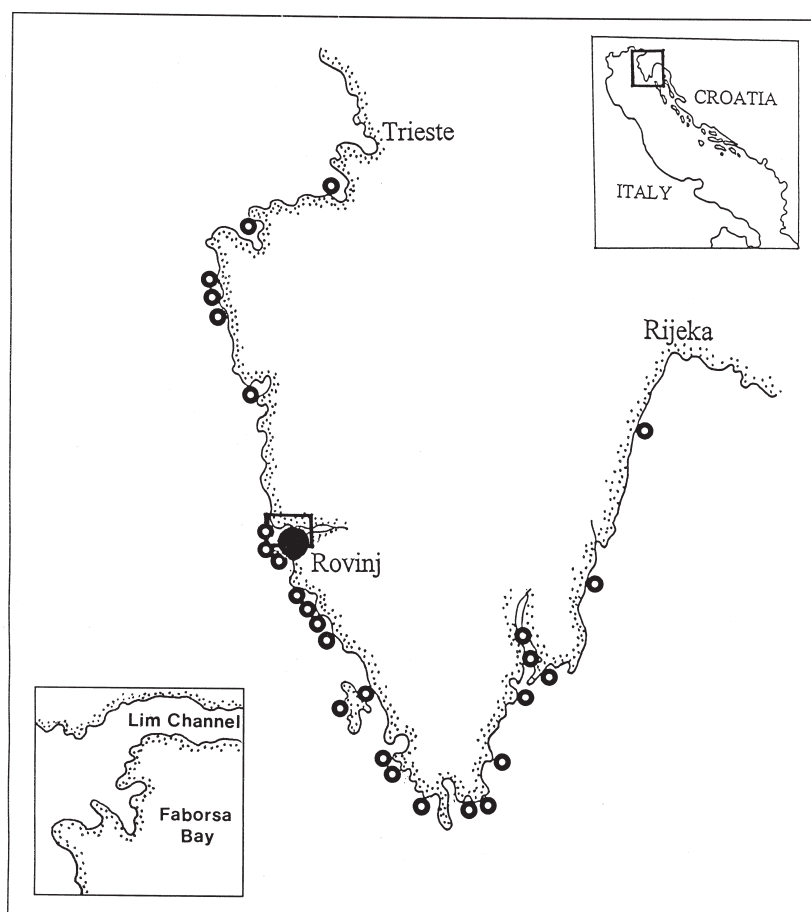 Trieste
CROATIA
ITALY
Rijeka
Rovinj
Lim Channel
Faborsa
Bay